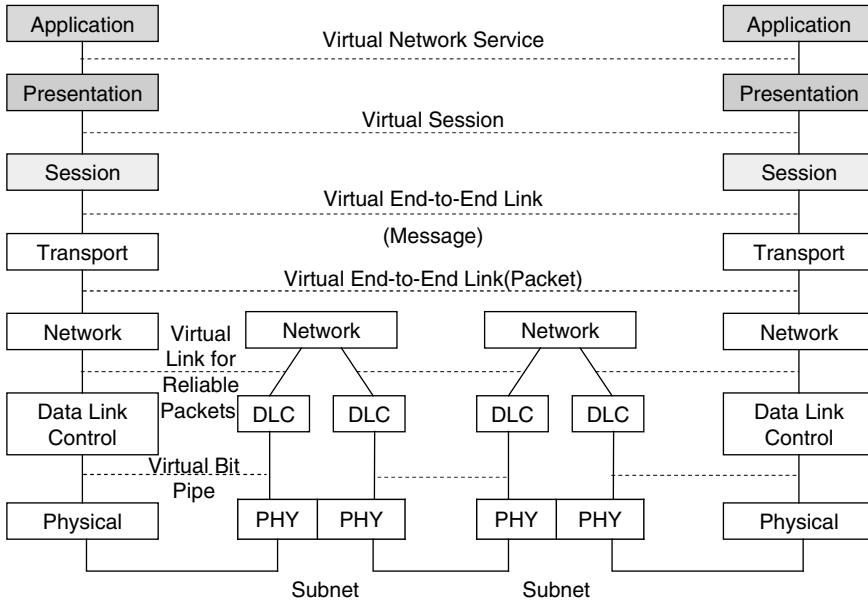 Application
Virtual Network Service
Application
Presentation
Presentation
Virtual Session
Session
Session
Virtual End-to-End Link
(Message)
Transport
Transport
Virtual End-to-End Link(Packet)
Network
Virtual
Link for
Reliable
Packets
Network
Network
Network
Data Link
Control
DLC
DLC
DLC
DLC
Data Link
Control
Virtual Bit
Pipe
Physical
PHY
PHY
PHY
PHY
Physical
Subnet
Subnet